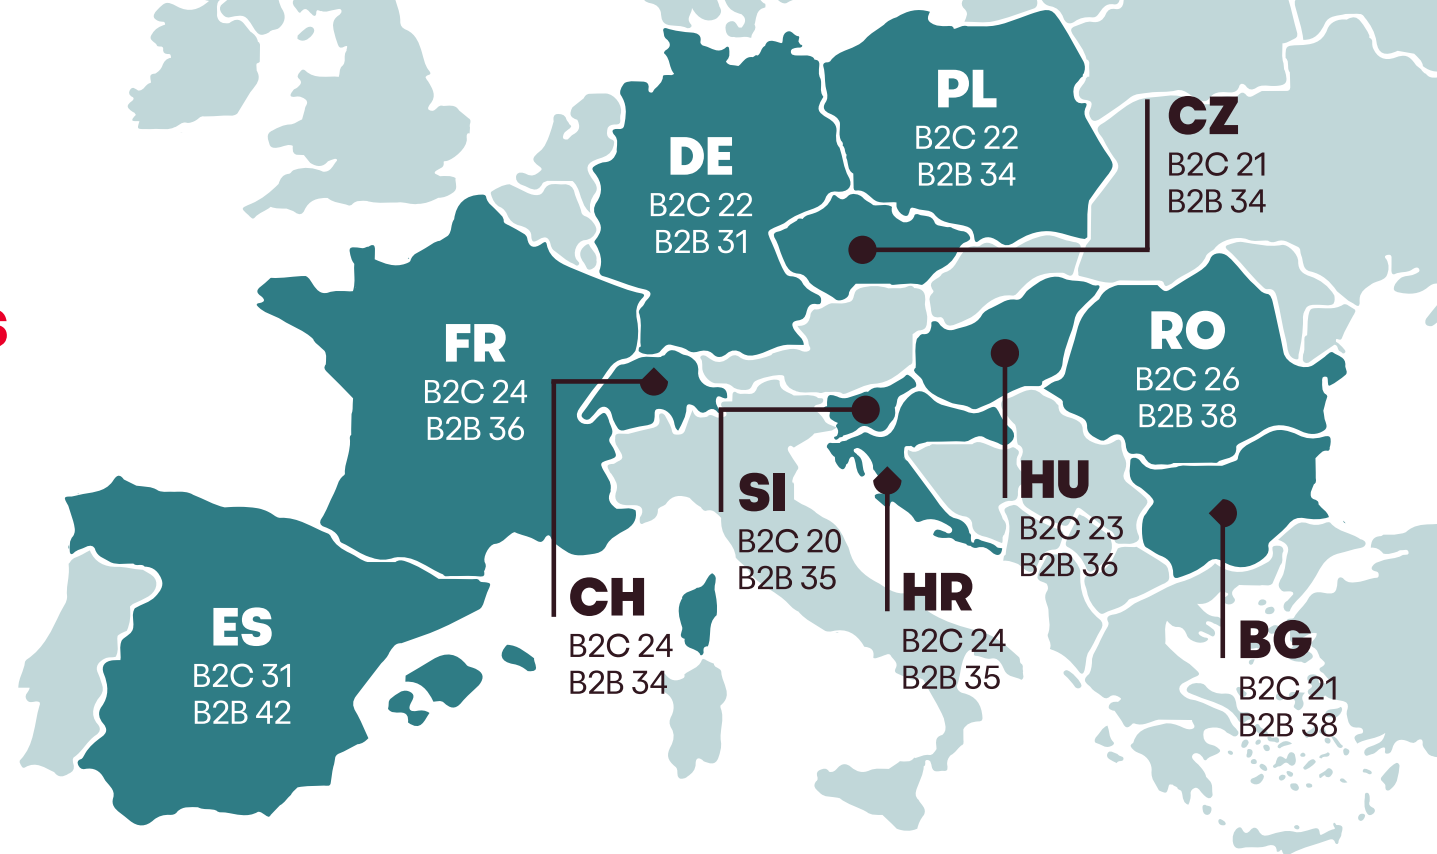 PL
B2C 22
B2B 34
CZ
B2C 21
B2B 34
DE
B2C 22
B2B 31
S
FR
B2C 24
B2B 36
RO
B2C 26
B2B 38
SI
B2C 20
B2B 35
HU
B2C 23
B2B 36
CH
B2C 24
B2B 34
HR
B2C 24
B2B 35
ES
B2C 31
B2B 42
BG
B2C 21
B2B 38